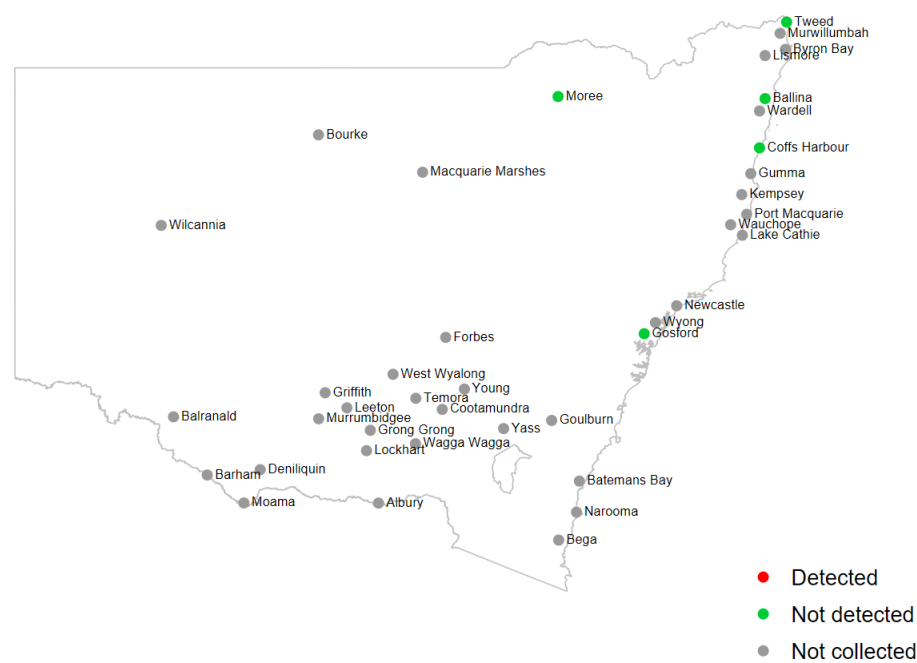 Tweed
Murwillumbah
Byron Bay
Lismore
Moree
Ballina
Wardell
Bourke
Coffs Harbour
Macquarie Marshes
Gumma
Kempsey
Port Macquarie
Wilcannia
Wauchope
Lake Cathie
Newcastle
Wyong
Gosford
Forbes
West Wyalong
Young
Griffith
Temora
Leeton
Cootamundra
Balranald
Murrumbidgee
Goulburn
Grong Grong
Yass
Wagga Wagga
Lockhart
Deniliquin
Barham
Batemans Bay
Moama
Albury
Narooma
Bega
Detected
Not detected
Not collected